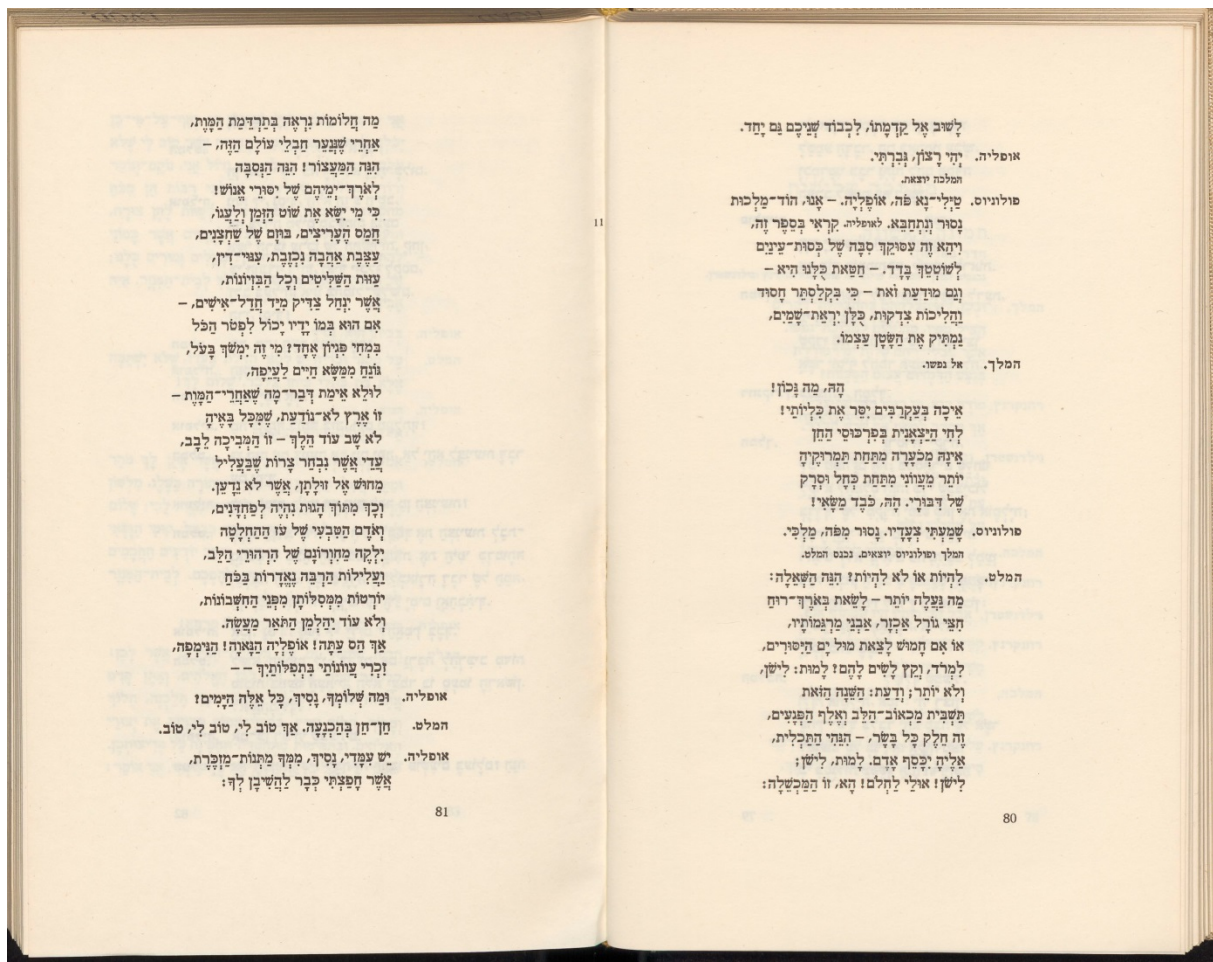 לָשׁוּב אֶל קַדְמָתוֹ, לִכְבוֹד שְׁנֵיכֶם גַּם יָחַד.
אופליה. יְהִי רָצוֹן, גְּבִרְתִּי.
המלכה יוצאת.
פולוניוס. טַיְּלִי־נָא פֹּה, אוֹפֶלְיָה. – אָנוּ, הוֹד־מַלְכוּת
נָסוּר וְנִתְחַבֵּא. לאופליה. קִרְאִי בְּסֵפֶר זֶה,
וִיהֵא זֶה עִסּוּקֵךְ סִבָּה שֶׁל כְּסוּת־עֵינַיִם
לְשׁוֹטְטֵךְ בָּדָד. – חַטַּאת כֻּלָּנוּ הִיא –
וְגַם מוּדַעַת זֹאת – כִּי בִּקְלַסְתֵּר חָסוּד
וַהֲלִיכוֹת צִדְקוּת, כֻּלָּן יִרְאַת־שָׁמַיִם,
נַמְתִּיק אֶת הַשָּׂטָן עַצְמוֹ.
המלך. אל נפשו.
הָהּ, מַה נָּכוֹן!
אֵיכָה בְּעַקְרַבִּים יִסֵּר אֶת כִּלְיוֹתַי!
לְחִי הַיַּצְאָנִית בְּפִרְכּוּסֵי הַחֵן
אֵינָהּ מְכֹעָרָה מִתַּחַת תַּמְרוּקֶיהָ
יוֹתֵר מֵעֲווֹנִי מִתַּחַת כְּחָל וּסְרָק
שֶׁל דִּבּוּרִי. הָהּ, כֹּבֶד מַשָּׂאִי!
פולוניוס. שָׁמַעְתִּי צְעָדָיו. נָסוּר מִפֹּה, מַלְכִּי.
המלך ופולוניוס יוצאים. נכנס המלט.
המלט. לִהְיוֹת אוֹ לֹא לִהְיוֹת? הִנֵּה הַשְּׁאֵלָה:
מַה נַּעֲלֶה יוֹתֵר – לָשֵׂאת בְּאֹרֶךְ־רוּחַ
חִצֵּי גּוֹרָל אַכְזָר, אַבְנֵי מַרְגֵּמוֹתָיו,
אוֹ אִם חָמוּשׁ לָצֵאת מוּל יָם הַיִּסּוּרִים,
לִמְרֹד, וְקֵץ לָשִׂים לָהֶם? לָמוּת: לִישֹׁן,
וְלֹא יוֹתֵר; וְדַעַת: הַשֵּׁנָה הַזֹּאת
תַּשְׁבִּית מַכְאוֹב־הַלֵּב וְאֶלֶף הַפְּגָעִים,
זֶה חֵלֶק כָּל בָּשָׂר, – הִנֵּהִי הַתַּכְלִית,
אֵלֶיהָ יִכָּסֵף אָדָם. לָמוּת, לִישֹׁן;
לִישֹׁן! אוּלַי לַחְלֹם! הָא, זוֹ הַמַּכְשֵׁלָה:
80
11
מַה חֲלוֹמוֹת נִרְאֶה בְּתַרְדֵּמַת הַמָּוֶת,
אַחְרֵי שֶׁנְּנַעֵר חַבְלֵי עוֹלָם הַזֶּה, –
הִנֵּה הַמַּעְצוֹר! הִנֵּה הַנְּסִבָּה
לְאֹרֶךְ־יְמֵיהֶם שֶׁל יִסּוּרֵי אֱנוֹשׁ!
כִּי מִי יִשָּׂא אֶת שׁוֹט הַזְּמַן וְלַעֲגוֹ,
חֲמַס הֶעָרִיצִים, בּוּזָם שֶׁל שַׁחְצָנִים,
עַצֶּבֶת אַהֲבָה נִכְזֶבֶת, עִנּוּי־דִין,
עַזּוּת הַשַּׁלִּיטִים וְכָל הַבִּזְיוֹנוֹת,
אֲשֶׁר יִנְחַל צַדִּיק מִיַּד חַדְלֵי־אִישִׁים, –
אִם הוּא בְּמוֹ יָדָיו יָכוֹל לִפְטֹר הַכֹּל
בִּמְחִי פִּגְיוֹן אֶחָד? מִי זֶה יִמְשֹׁךְ בָּעֹל,
גּוֹנֵחַ מִמַּשָּׂא חַיִּים לַעֲיֵפָה,
לוּלֵא אֵימַת דְּבַר־מָה שֶׁאַחֲרֵי־הַמָּוֶת –
זוֹ אֶרֶץ לֹא־נוֹדַעַת, שֶׁמִּכָּל בָּאֶיהָ
לֹא שָׁב עוֹד הֵלֶךְ – זוֹ הַמְּבִיכָה לֵבָב,
עֲדֵי אֲשֶׁר נִבְחַר צָרוֹת שֶׁבַּעֲלִיל
מֵחוּשׁ אֶל זוּלָתָן, אֲשֶׁר לֹא נֵדָעֵן.
וְכָךְ מִתּוֹךְ הָגוּת נִהְיֶה לְפַחְדָּנִים,
וְאֹדֶם הַטִּבְעִי שֶׁל עֹז הַהַחְלָטָה
יִלְקֶה מֵחִוְרוֹנָם שֶׁל הִרְהוּרֵי הַלֵּב,
וַעֲלִילוֹת הַרְבֵּה נֶאְדָּרוֹת בַּכֹּחַ
יוֹרְטוּ מִמְּסִלּוֹתָן מִפְּנֵי הַחֶשְׁבּוֹנוֹת,
וְלֹא עוֹד יַהַלְמֵן הַתֹּאַר מַעֲשֶׂה.
אַךְ הַס עַתָּה! אוֹפֶלְיָה הַנָּאוָה! הַנִּימְפָה,
זִכְרִי עֲווֹנוֹתַי בִּתְפִלּוֹתַיִךְ – –
אופליה. וּמַה שְּׁלוֹמְךָ, נָסִיךְ, כָּל אֵלֶּה הַיָּמִים?
המלט. חֵן־חֵן בְּהַכְנָעָה. אַךְ טוֹב לִי, טוֹב לִי, טוֹב.
אופליה. יֵשׁ עִמָּדִי, נָסִיךְ, מִמְּךָ מַתְּנוֹת־מַזְכֶּרֶת,
אֲשֶׁר חָפַצְתִּי כְּבָר לַהֲשִׁיבָן לְךָ:
81